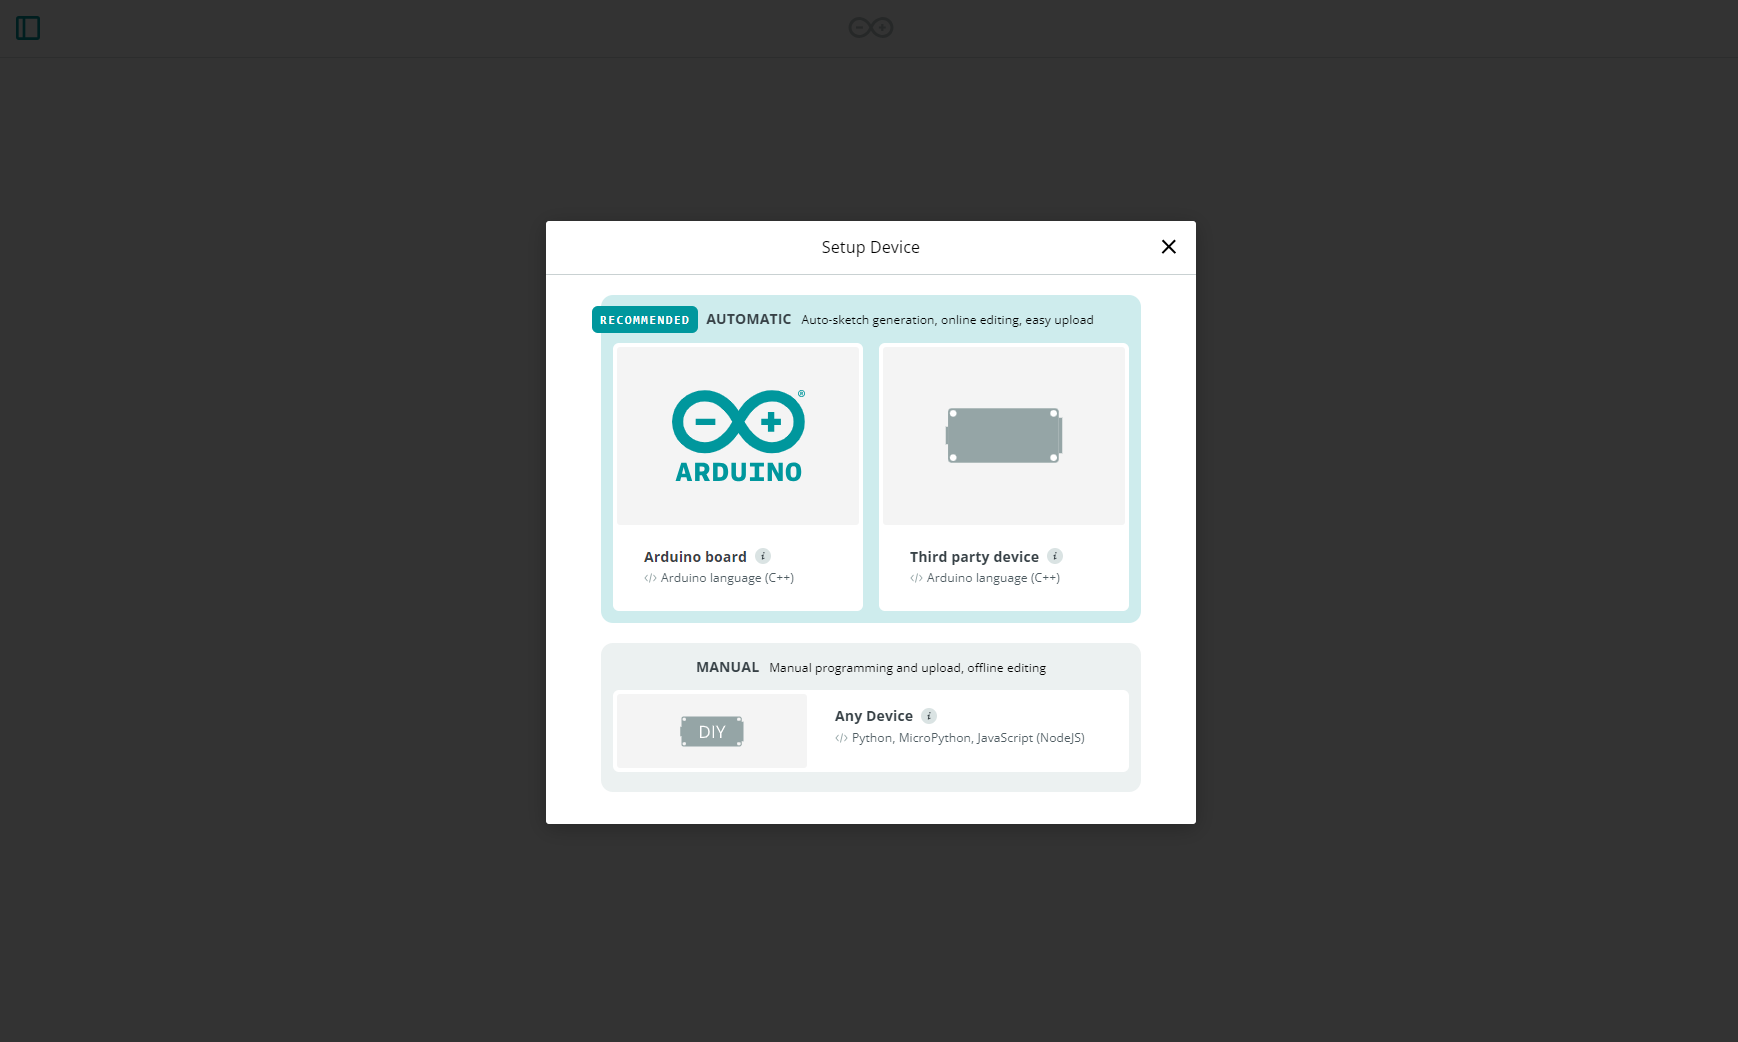 Setup Device
RECOMMENDED AUTOMATIC Auto-sketch generation, online editing, easy upload
ARDUINO
®
Arduino board i
</> Arduino language (C++)
Third party device i
</> Arduino language (C++)
MANUAL Manual programming and upload, offline editing
DIY
Any Device i
</> Python, MicroPython, JavaScript (NodeJS)